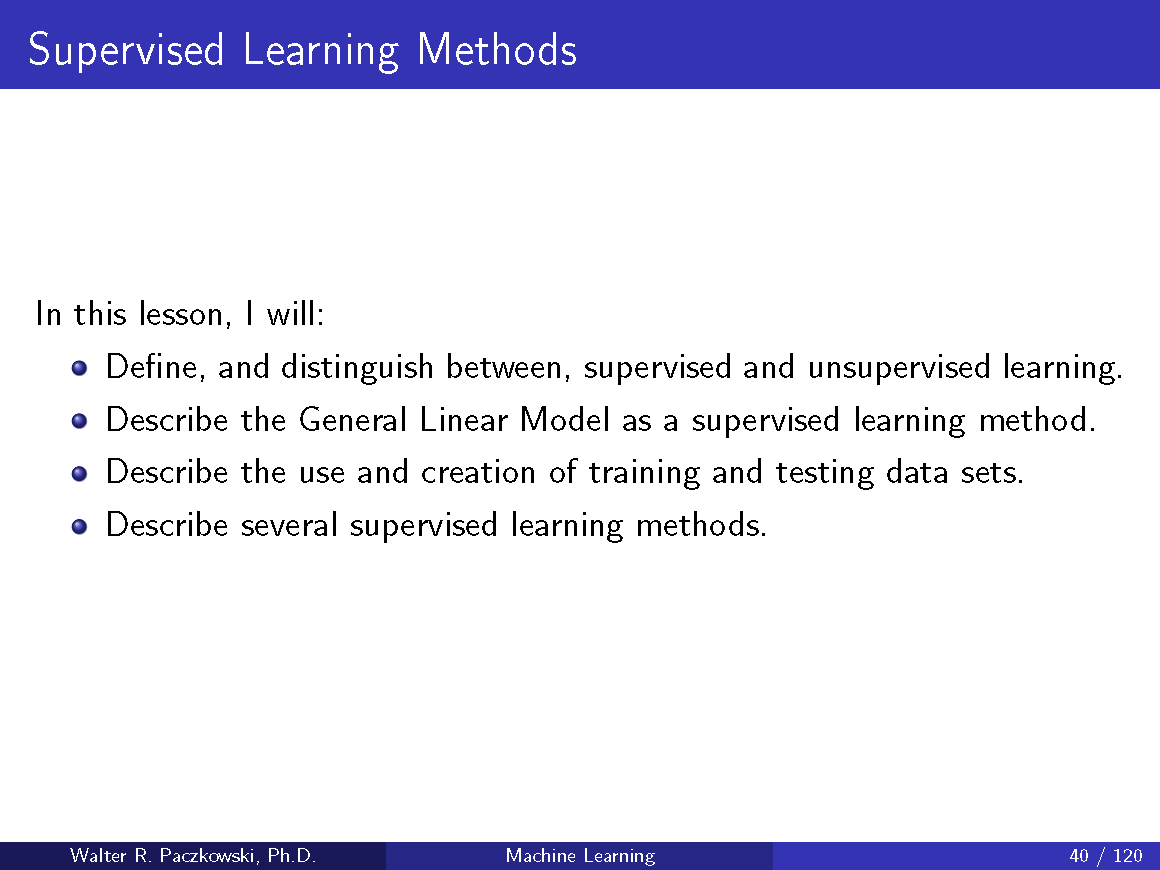 Supervised Learning Methods
In this lesson, I will:
Define, and distinguish between, supervised and unsupervised learning.
Describe the General Linear Model as a supervised learning method.
Describe the use and creation of training and testing data sets.
Describe several supervised learning methods.
Walter R. Paczkowski, Ph.D.
Machine Learning
40 / 120